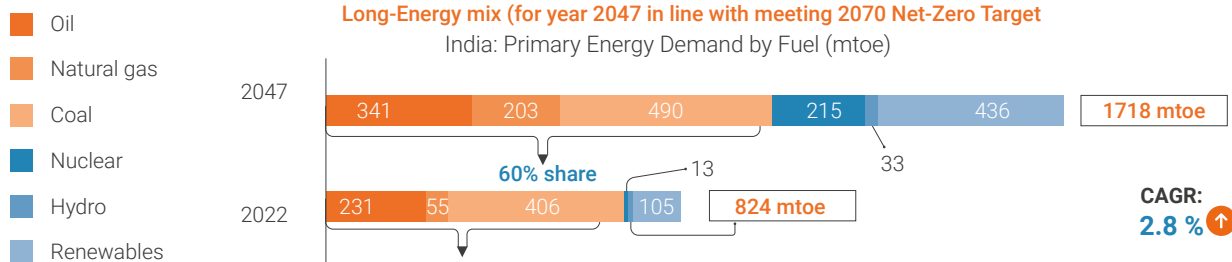 Long-Energy mix (for year 2047 in line with meeting 2070 Net-Zero Target
India: Primary Energy Demand by Fuel (mtoe)
Oil
Natural gas
Coal
Nuclear
Hydro
Renewables
2047
341 203 490 215 436
1718 mtoe
33
60% share
13
2022
231 55 406 105
824 mtoe
CAGR:
2.8 %